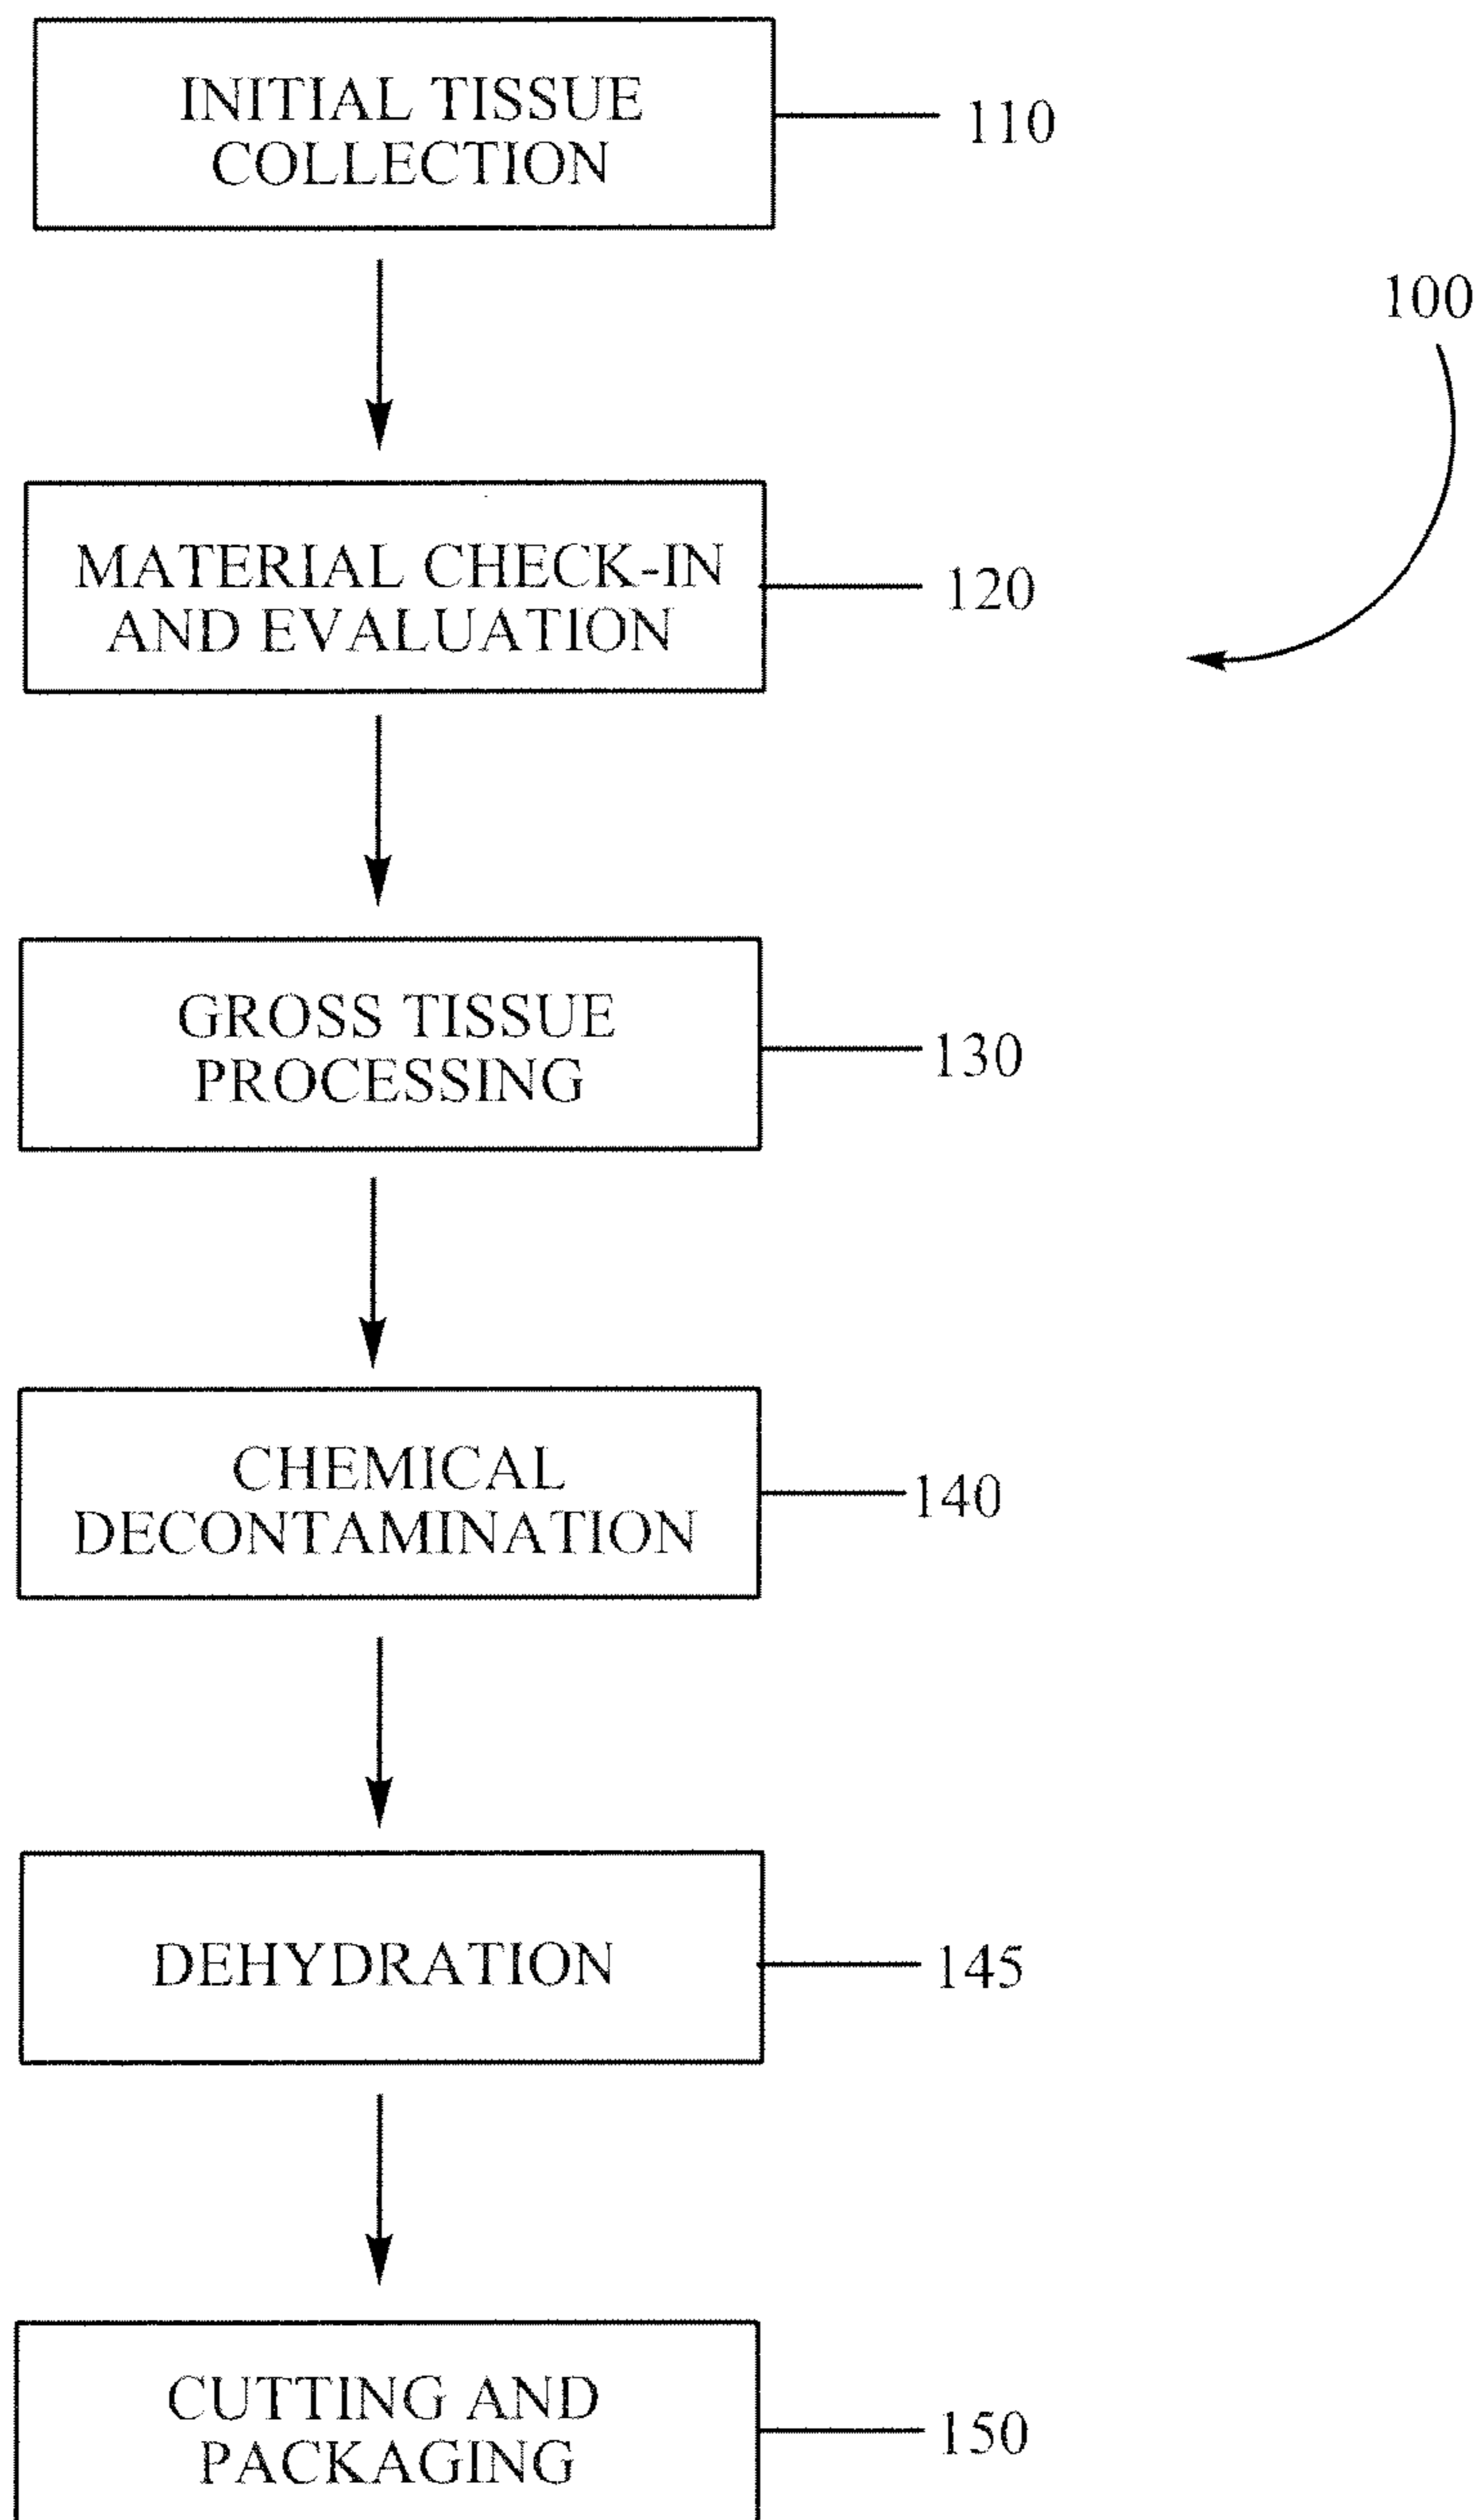 INITIAL TISSUE
COLLECTION
110
100
MATERIAL CHECK-IN
AND EVALUATION
120
GROSS TISSUE
PROCESSING
130
CHEMICAL
DECONTAMINATION
140
DEHYDRATION
145
CUTTING AND
PACKAGING
150